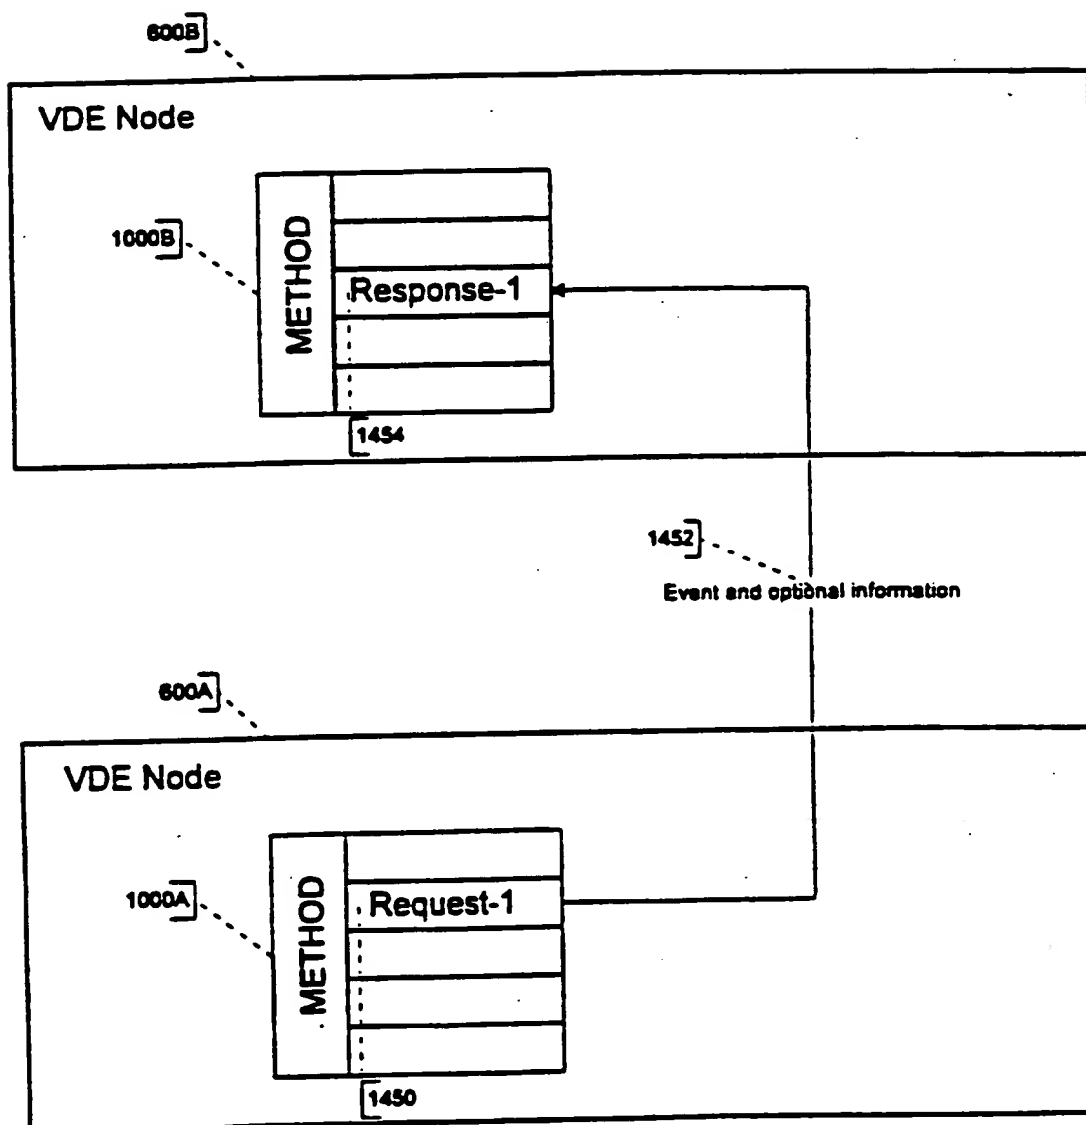 600B
VDE Node
1000B
METHOD
Response-1
1454
1452
Event and optional information
600A
VDE Node
1000A
METHOD
Request-1
1450